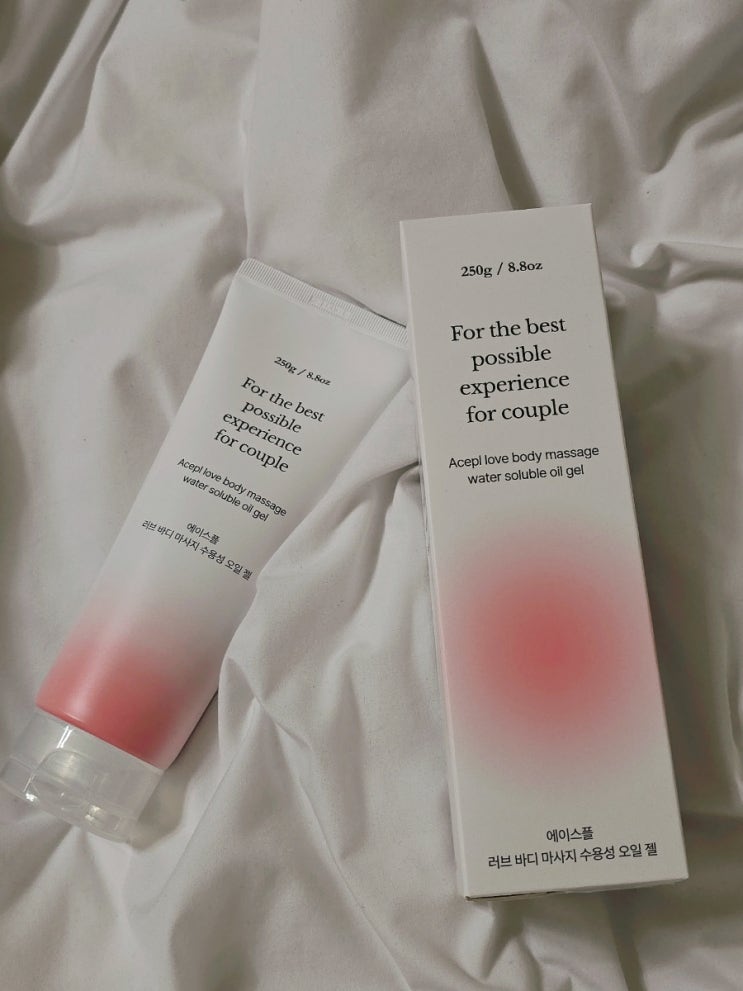 250g / 8.8oz
For the best
possible
experience
for couple
Acepl love body massage
water soluble oil gel
에이스플
러브 바디 마사지 수용성 오일 젤
250g / 8.8oz
For the best
possible
experience
for couple
Acepl love body massage
water soluble oil gel
에이스플
러브 바디 마사지 수용성 오일 젤